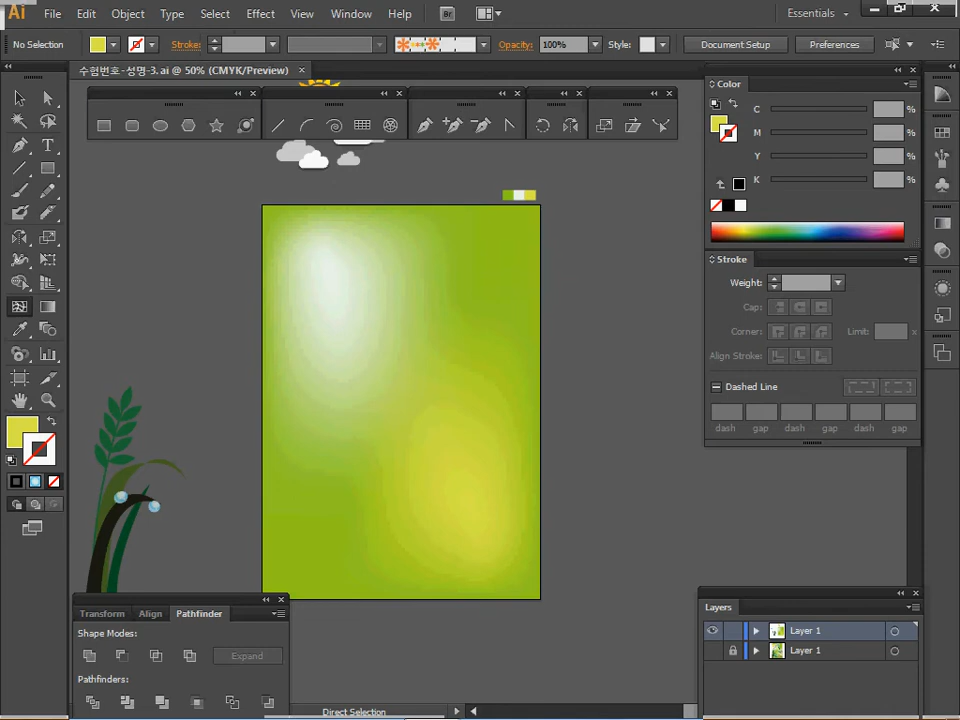 Ai File Edit Object Type Select Effect View Window Help Br Essentials
No Selection Stroke: Opacity: 100% Style: Document Setup Preferences
수험번호-성명-3.ai @ 50% (CMYK/Preview) ×
Color
C %
M %
Y %
K %
Stroke
Weight:
Cap:
Corner: Limit: x
Align Stroke:
Dashed Line
dash gap dash gap dash gap
Transform Align Pathfinder
Shape Modes:
Expand
Pathfinders:
Layers
Layer 1
Layer 1
Direct Selection